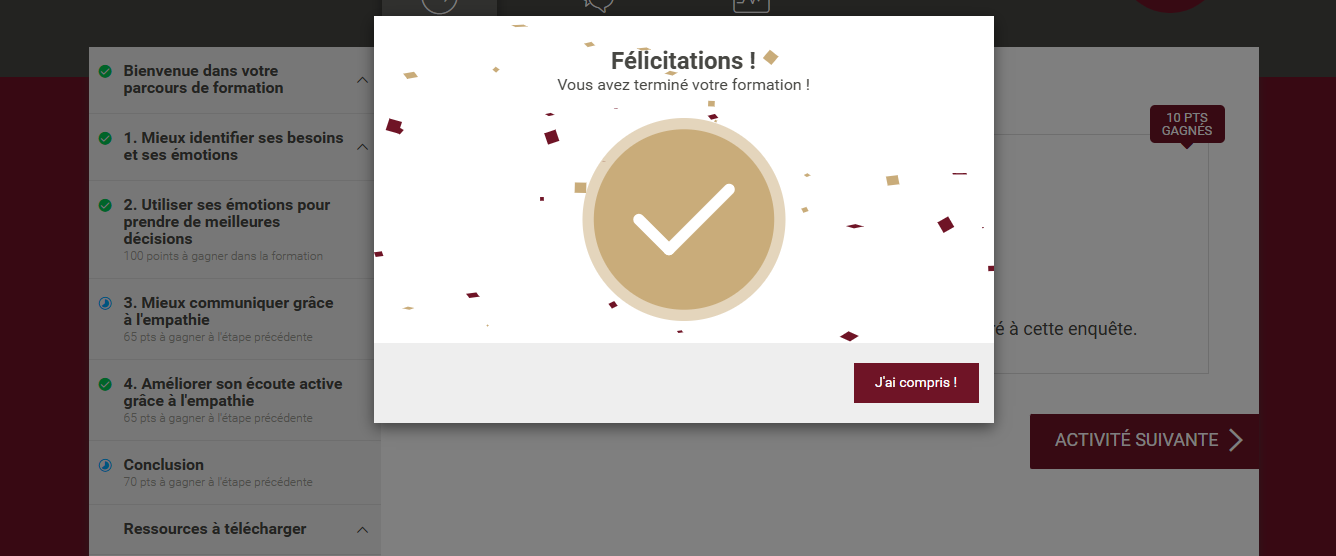 Bienvenue dans votre
parcours de formation
1. Mieux identifier ses besoins
et ses émotions
2. Utiliser ses émotions pour
prendre de meilleures
décisions
100 points à gagner dans la formation
3. Mieux communiquer grâce
à l'empathie
65 pts à gagner à l'étape précédente
4. Améliorer son écoute active
grâce à l'empathie
65 pts à gagner à l'étape précédente
Conclusion
70 pts à gagner à l'étape précédente
Ressources à télécharger
Félicitations !
Vous avez terminé votre formation !
J'ai compris !
10 PTS
GAGNÉS
à cette enquête.
ACTIVITÉ SUIVANTE